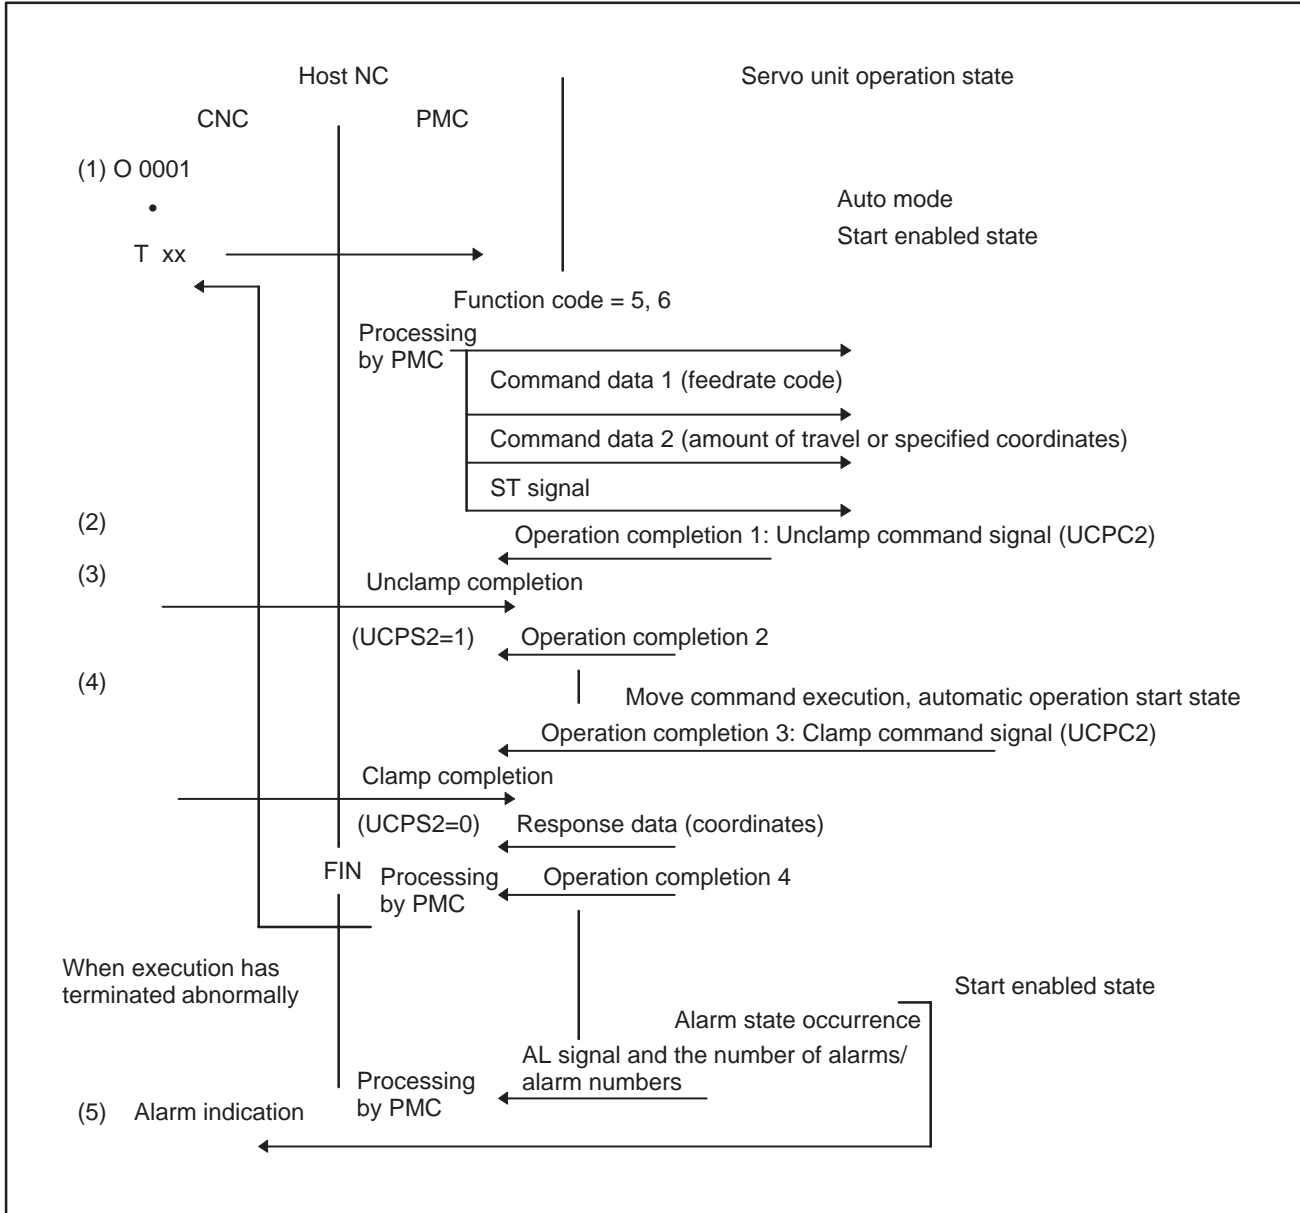 Host NC
Servo unit operation state
CNC
PMC
(1) O 0001
•
Auto mode
Start enabled state
T xx
Function code = 5, 6
Processing
by PMC
Command data 1 (feedrate code)
Command data 2 (amount of travel or specified coordinates)
ST signal
(2)
Operation completion 1: Unclamp command signal (UCPC2)
(3)
Unclamp completion
(UCPS2=1)
Operation completion 2
(4)
Move command execution, automatic operation start state
Operation completion 3: Clamp command signal (UCPC2)
Clamp completion
(UCPS2=0)
Response data (coordinates)
FIN
Processing
by PMC
Operation completion 4
When execution has
terminated abnormally
Start enabled state
Alarm state occurrence
AL signal and the number of alarms/
alarm numbers
Processing
by PMC
(5) Alarm indication